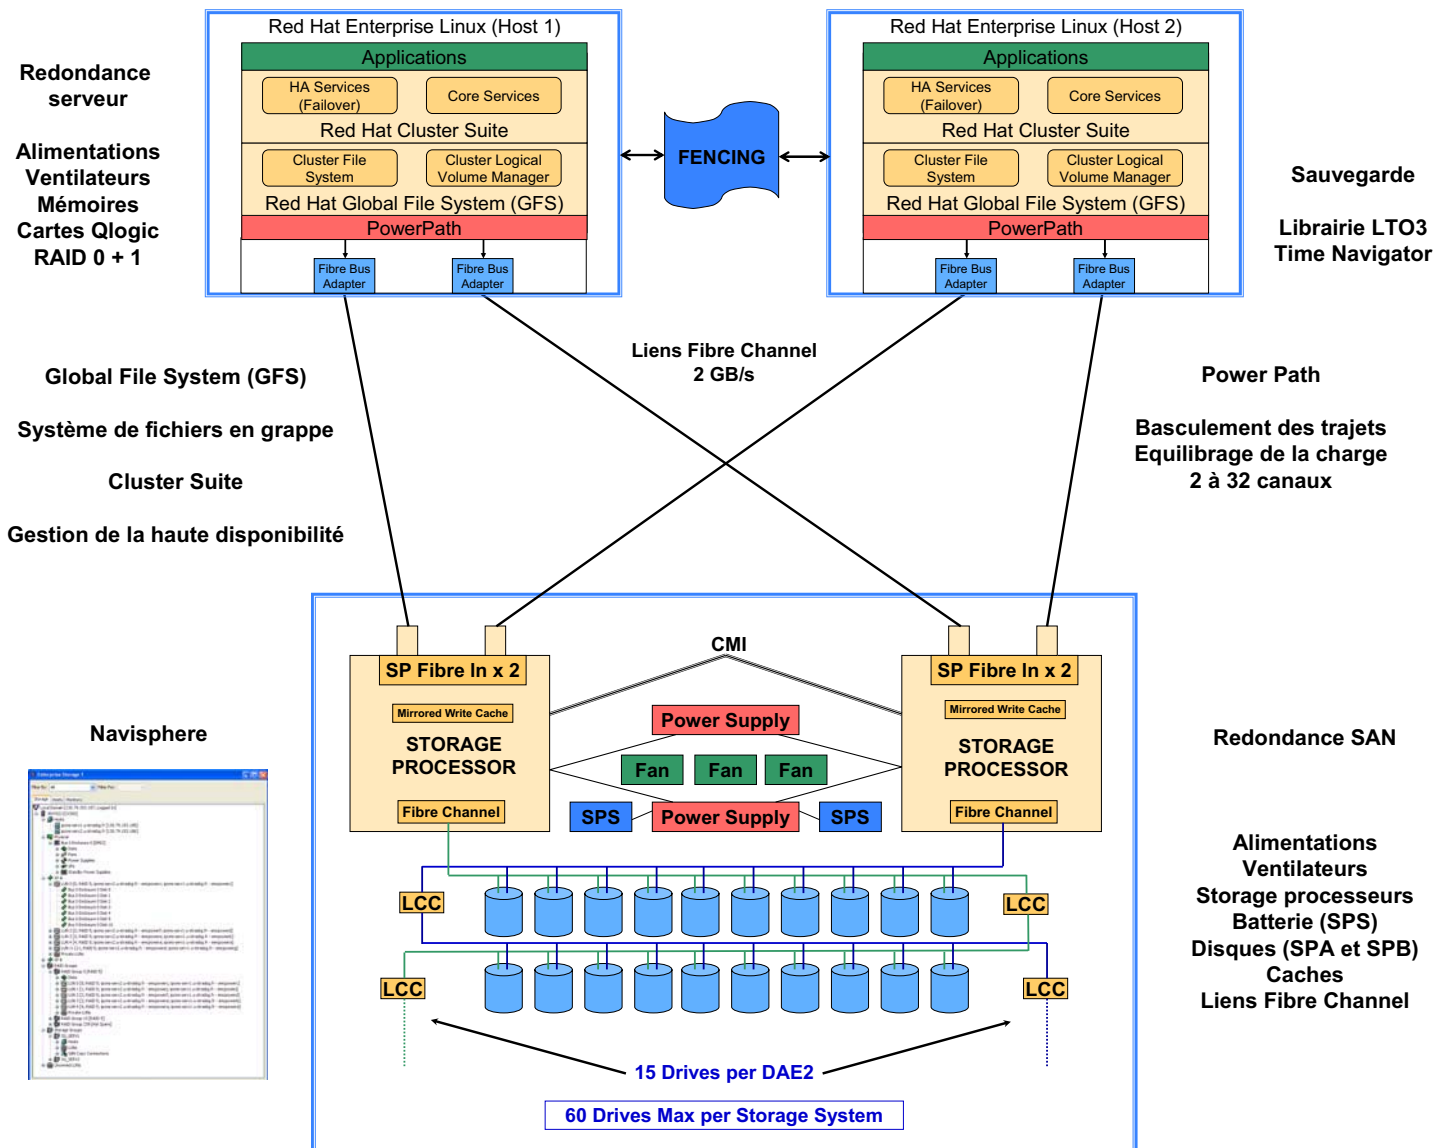 Red Hat Enterprise Linux (Host 1)
Applications
HA Services
(Failover)
Core Services
Red Hat Cluster Suite
Cluster File
System
Cluster Logical
Volume Manager
Red Hat Global File System (GFS)
PowerPath
Fibre Bus
Adapter
Fibre Bus
Adapter
FENCING
Red Hat Enterprise Linux (Host 2)
Applications
HA Services
(Failover)
Core Services
Red Hat Cluster Suite
Cluster File
System
Cluster Logical
Volume Manager
Red Hat Global File System (GFS)
PowerPath
Fibre Bus
Adapter
Fibre Bus
Adapter
Redondance
serveur
Alimentations
Ventilateurs
Mémoires
Cartes Qlogic
RAID 0 + 1
Sauvegarde
Librairie LTO3
Time Navigator
Liens Fibre Channel
2 GB/s
Global File System (GFS)
Système de fichiers en grappe
Cluster Suite
Gestion de la haute disponibilité
Power Path
Basculement des trajets
Equilibrage de la charge
2 à 32 canaux
SP Fibre In x 2
Mirrored Write Cache
STORAGE
PROCESSOR
Fibre Channel
CMI
Power Supply
Fan
Fan
Fan
SPS
Power Supply
SPS
SP Fibre In x 2
Mirrored Write Cache
STORAGE
PROCESSOR
Fibre Channel
LCC
LCC
LCC
LCC
15 Drives per DAE2
60 Drives Max per Storage System
Navisphere
Redondance SAN
Alimentations
Ventilateurs
Storage processeurs
Batterie (SPS)
Disques (SPA et SPB)
Caches
Liens Fibre Channel